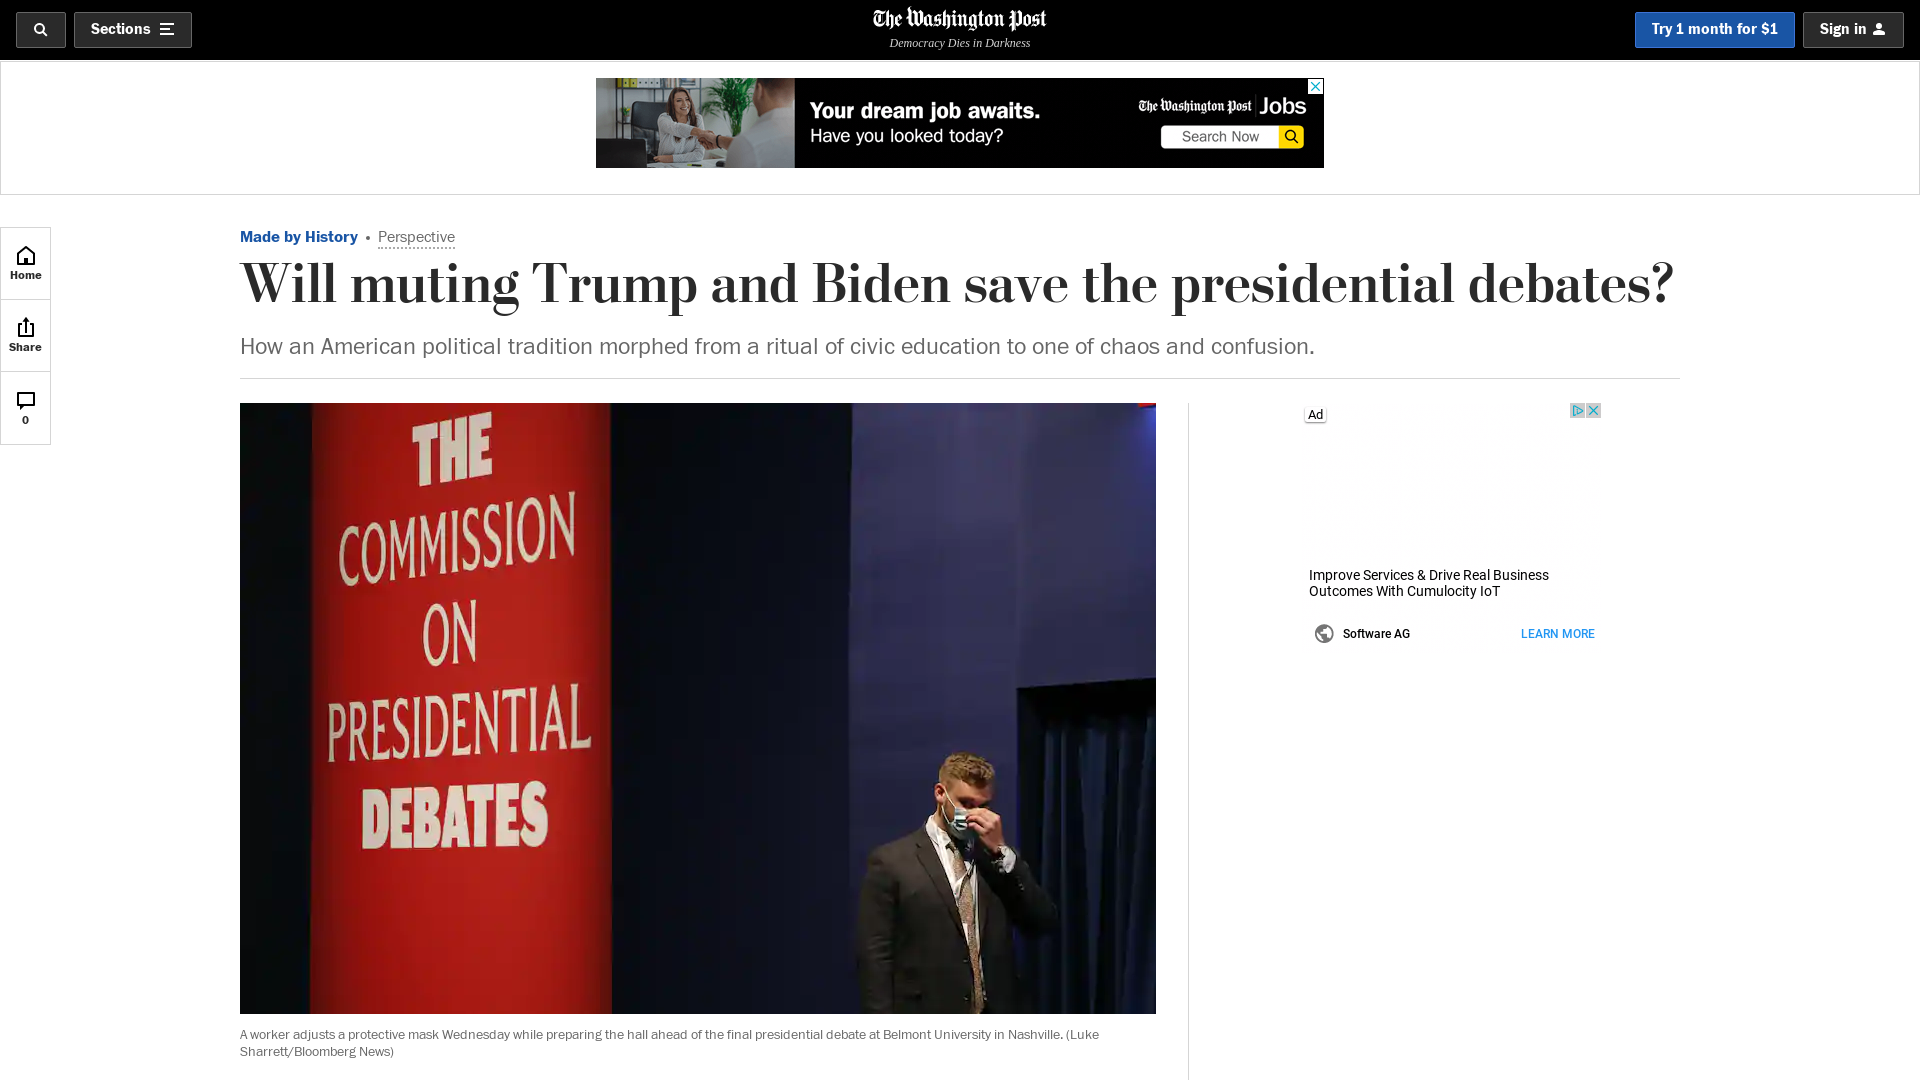 Sections
The Washington Post
Democracy Dies in Darkness
Try 1 month for $1
Sign in
Your dream job awaits.
Have you looked today?
The Washington Post Jobs
Search Now
Home
Share
0
Made by History • Perspective
Will muting Trump and Biden save the presidential debates?
How an American political tradition morphed from a ritual of civic education to one of chaos and confusion.
THE
COMMISSION
ON
PRESIDENTIAL
DEBATES
A worker adjusts a protective mask Wednesday while preparing the hall ahead of the final presidential debate at Belmont University in Nashville. (Luke
Sharrett/Bloomberg News)
Ad
Improve Services & Drive Real Business
Outcomes With Cumulocity IoT
Software AG
LEARN MORE